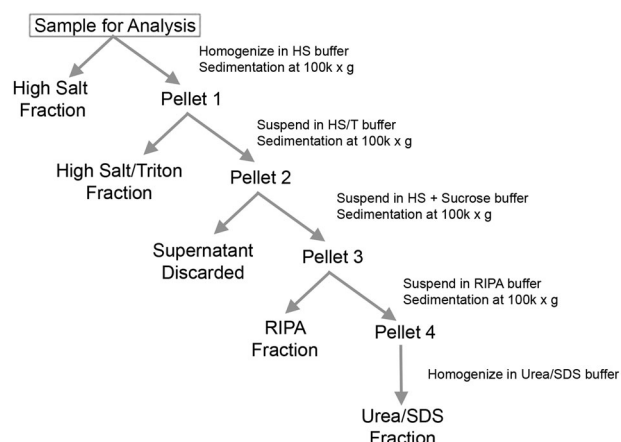 Sample for Analysis
Homogenize in HS buffer
Sedimentation at 100k x g
High Salt
Fraction
Pellet 1
Suspend in HS/T buffer
Sedimentation at 100k x g
High Salt/Triton
Fraction
Pellet 2
Suspend in HS + Sucrose buffer
Sedimentation at 100k x g
Supernatant
Discarded
Pellet 3
Suspend in RIPA buffer
Sedimentation at 100k x g
RIPA
Fraction
Pellet 4
Homogenize in Urea/SDS buffer
Urea/SDS
Fraction